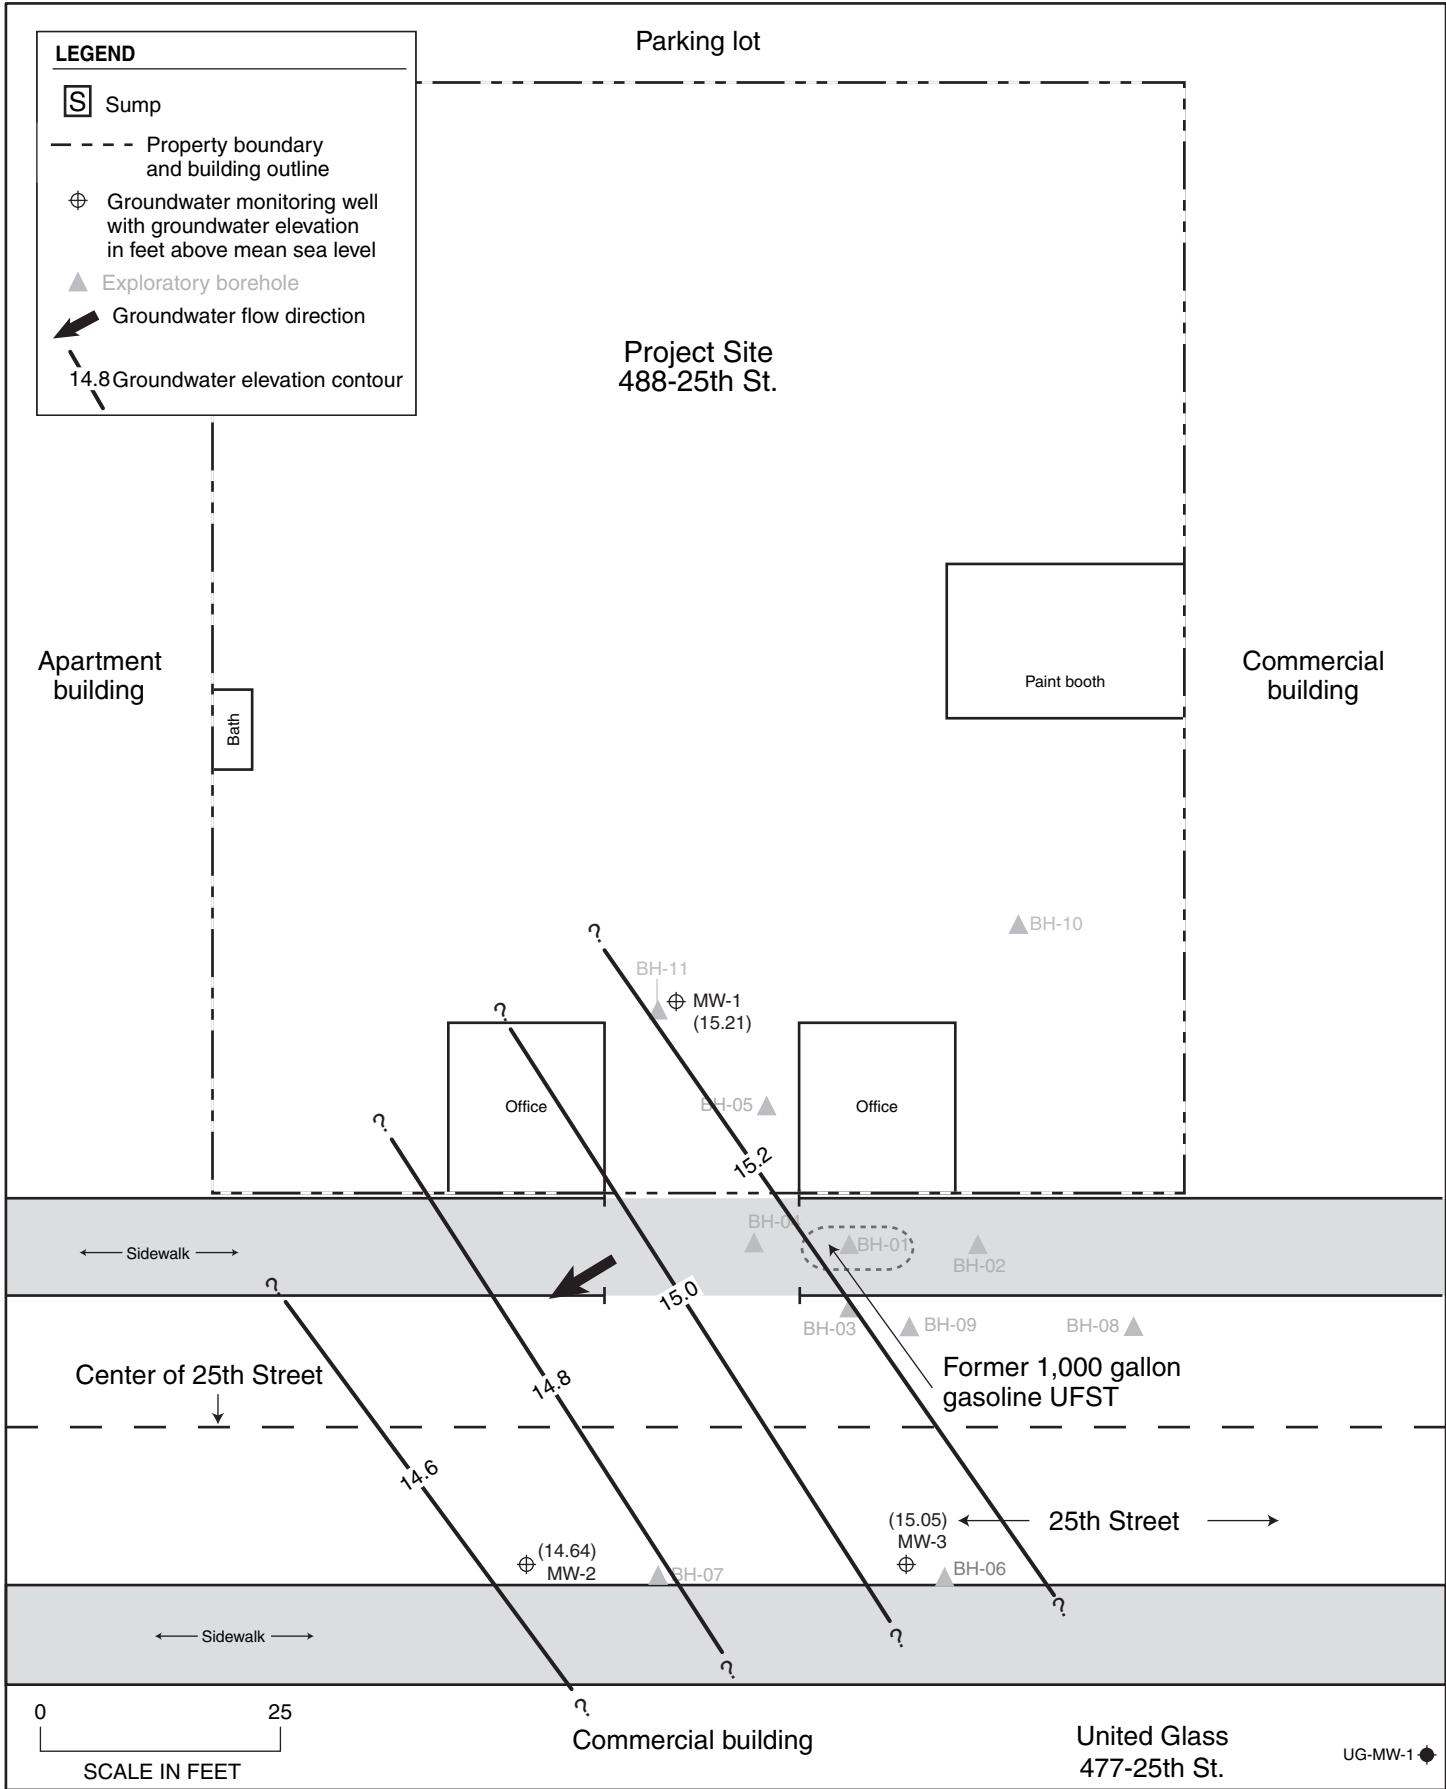 Parking lot
LEGEND
S Sump
Property boundary
and building outline
Groundwater monitoring well
with groundwater elevation
in feet above mean sea level
Exploratory borehole
Groundwater flow direction
14.8 Groundwater elevation contour
Project Site
488-25th St.
Apartment
building
Bath
Paint booth
Commercial
building
?
BH-10
BH-11
MW-1
(15.21)
?
Office
BH-05
Office
?
15.2
BH-04
BH-01
BH-02
Sidewalk
?
15.0
BH-03
BH-09
BH-08
Former 1,000 gallon
gasoline UFST
Center of 25th Street
14.8
14.6
(15.05)
MW-3
25th Street
(14.64)
MW-2
BH-07
BH-06
?
?
?
?
Sidewalk
0 25
SCALE IN FEET
Commercial building
United Glass
477-25th St.
UG-MW-1